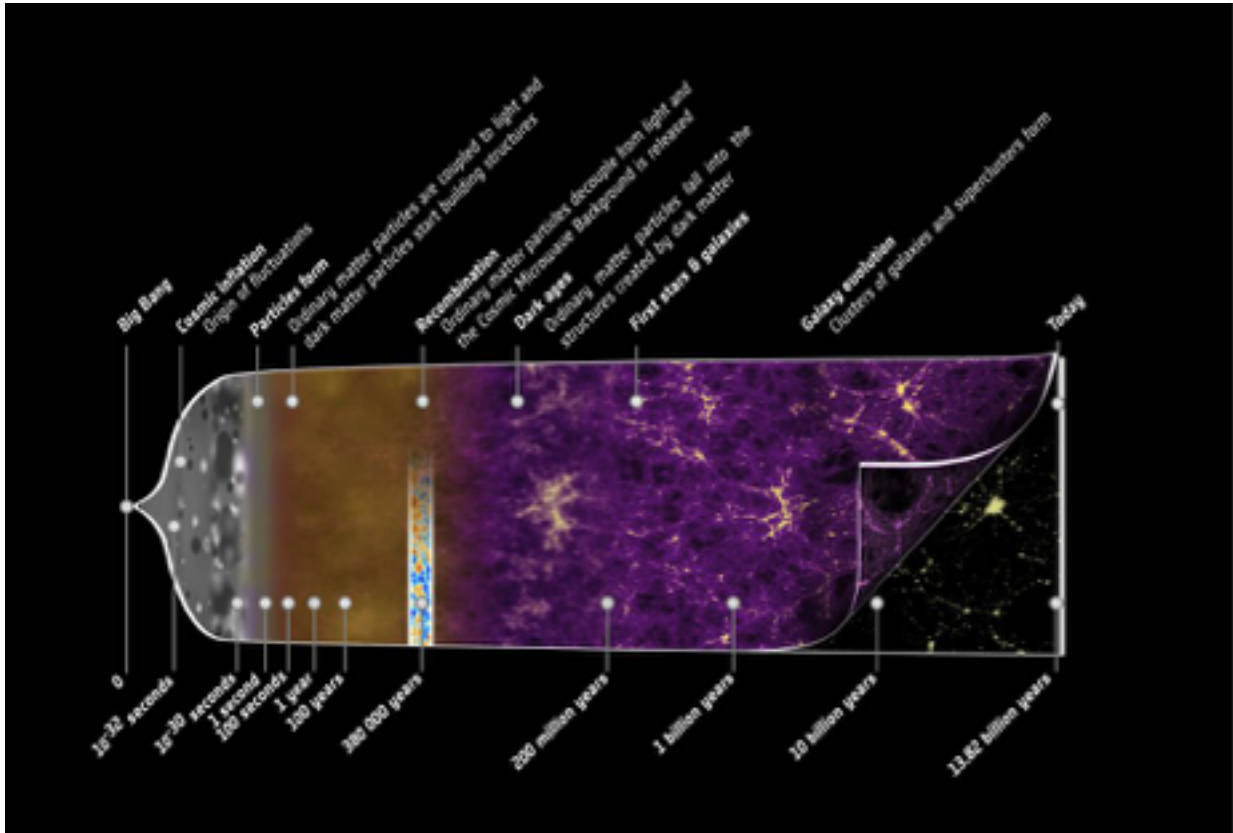 Big Bang
Cosmic Inflation
Origin of fluctuations
Particles form
Ordinary matter particles are coupled to light and
dark matter particles start building structures
Recombination
Ordinary matter particles decouple from light and
the Cosmic Microwave Background is released
Dark ages
Ordinary matter particles fall into the
structures created by dark matter
First stars & galaxies
Galaxy evolution
Clusters of galaxies and superclusters form
Today
0
10-32 seconds
10-30 seconds
1 second
100 seconds
1 year
100 years
380 000 years
200 million years
1 billion years
10 billion years
13.82 billion years